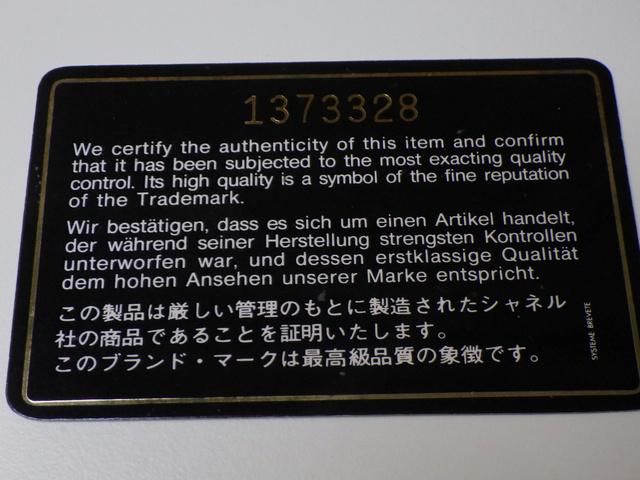 1373328
We certify the authenticity of this item and confirm
that it has been subjected to the most exacting quality
control. Its high quality is a symbol of the fine reputation
of the Trademark.
Wir bestätigen, dass es sich um einen Artikel handelt,
der während seiner Herstellung strengsten Kontrollen
unterworfen war, und dessen erstklassige Qualität
dem hohen Ansehen unserer Marke entspricht.
この製品は厳しい管理のもとに製造されたシャネル
社の商品であることを証明いたします。
このブランド・マークは最高級品質の象徴です。
SYSTEME BREVETE